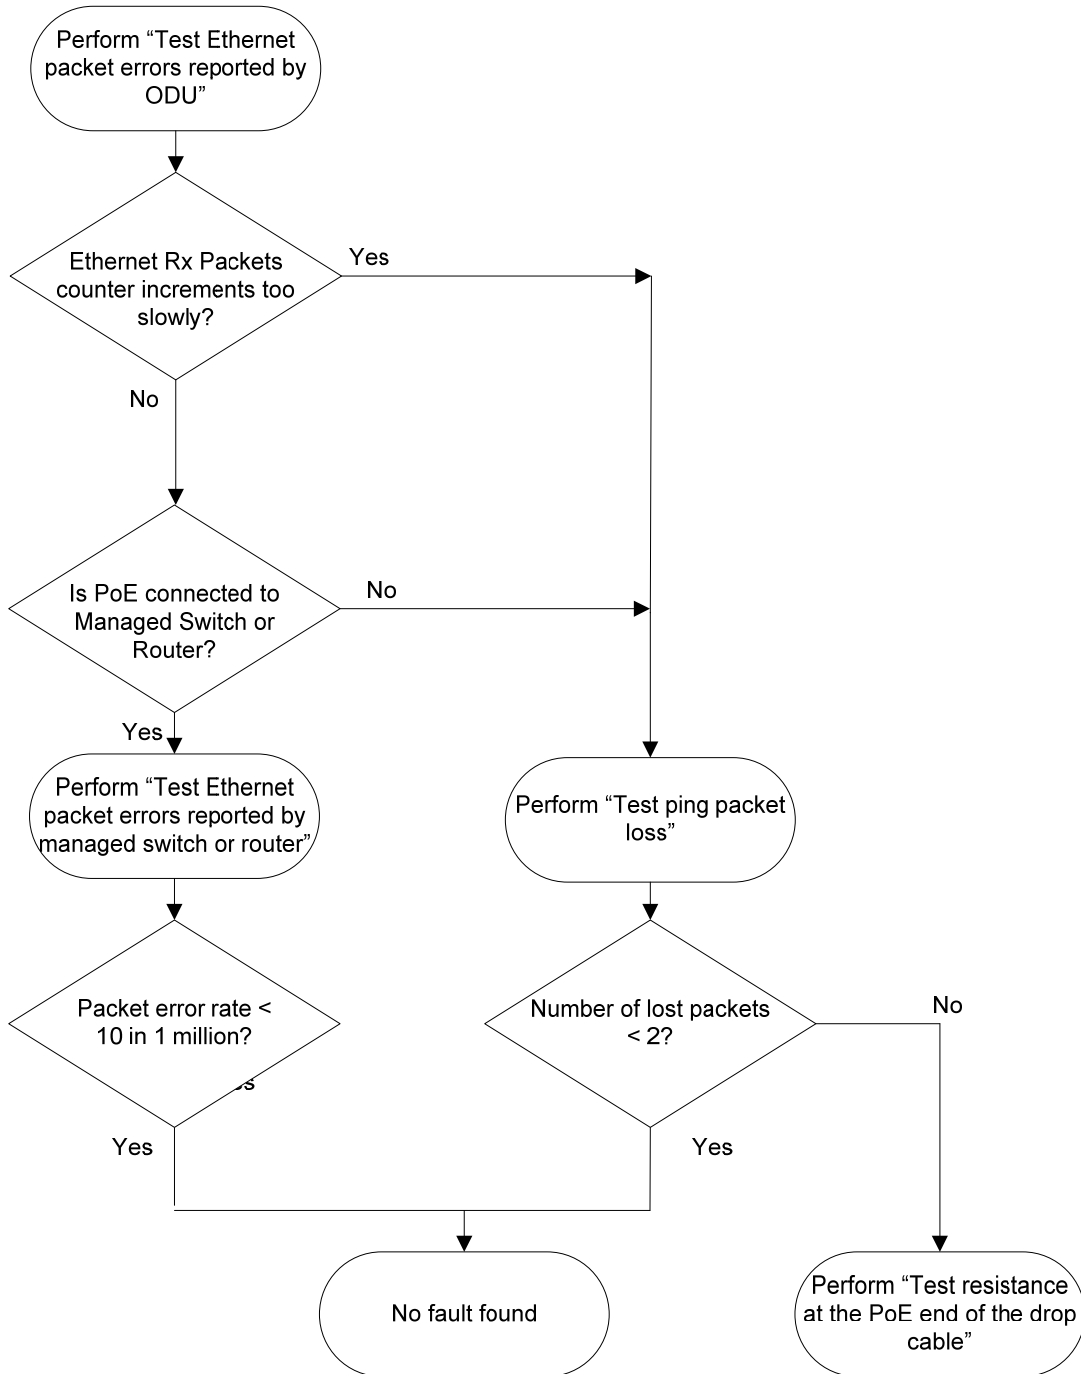 Perform “Test Ethernet
packet errors reported by
ODU”
Ethernet Rx Packets
counter increments too
slowly?
Yes
No
Is PoE connected to
Managed Switch or
Router?
No
Yes
Perform “Test Ethernet
packet errors reported by
managed switch or router”
Perform “Test ping packet
loss”
Packet error rate <
10 in 1 million?
Number of lost packets
< 2?
No
Yes
Yes
No fault found
Perform “Test resistance
at the PoE end of the drop
cable”